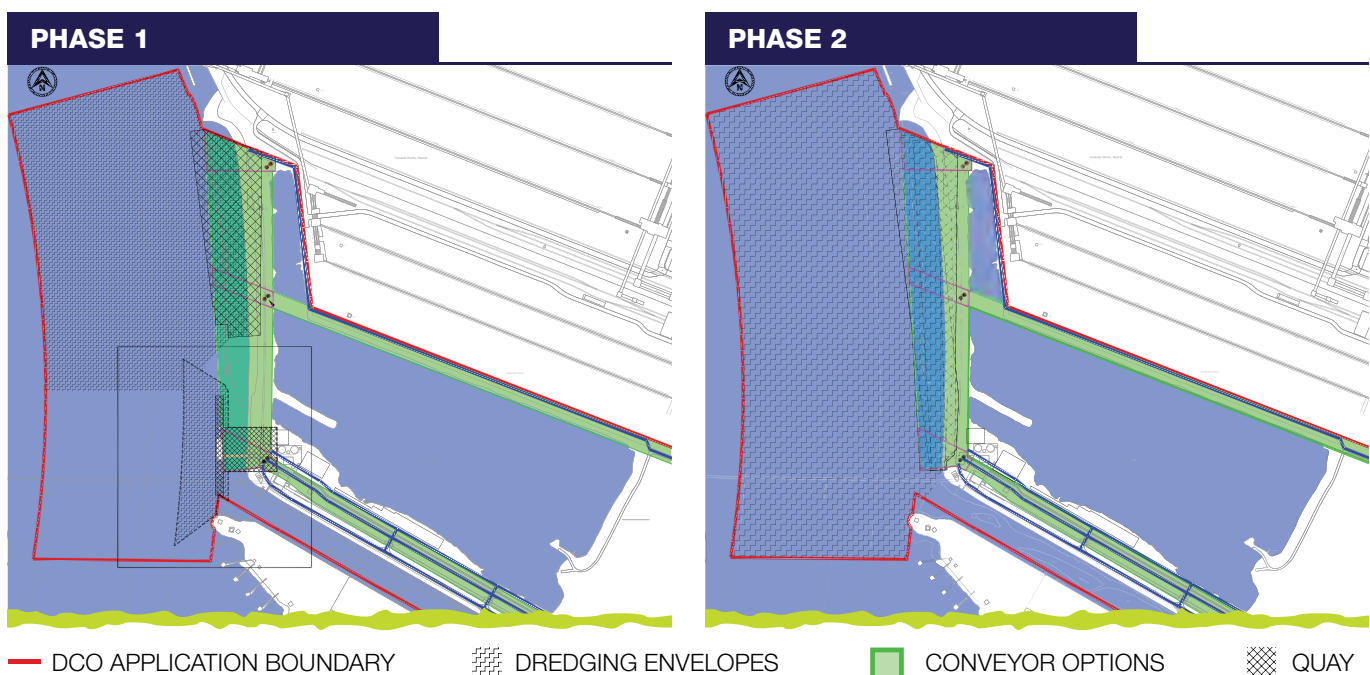 PHASE 1
PHASE 2
N
N
DCO APPLICATION BOUNDARY
DREDGING ENVELOPES
CONVEYOR OPTIONS
QUAY